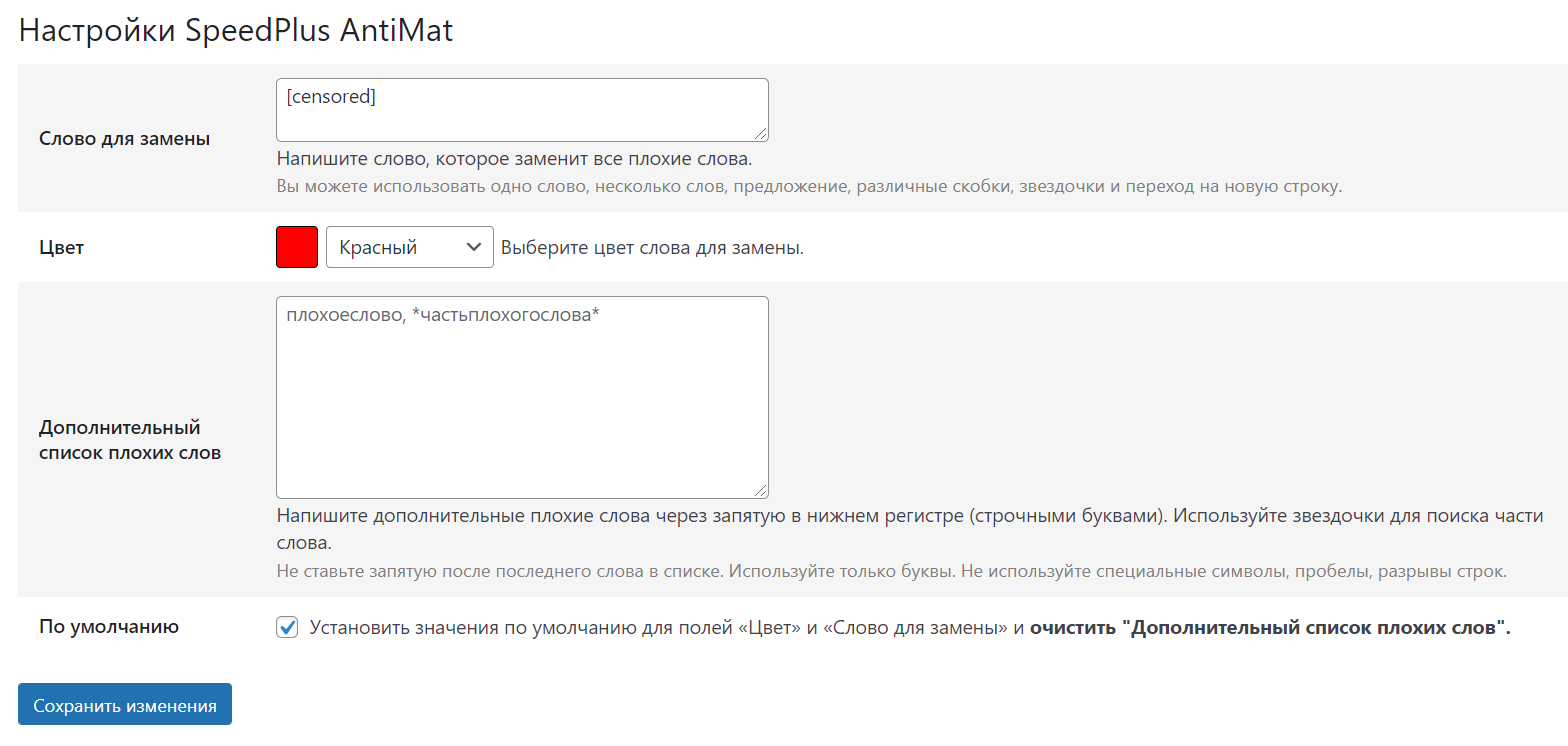 Настройки SpeedPlus AntiMat
Слово для замены
[censored]
Напишите слово, которое заменит все плохие слова.
Вы можете использовать одно слово, несколько слов, предложение, различные скобки, звездочки и переход на новую строку.
Цвет
Красный
Выберите цвет слова для замены.
Дополнительный
список плохих слов
плохоеслово, *частьплохогослова*
Напишите дополнительные плохие слова через запятую в нижнем регистре (строчными буквами). Используйте звездочки для поиска части
слова.
Не ставьте запятую после последнего слова в списке. Используйте только буквы. Не используйте специальные символы, пробелы, разрывы строк.
По умолчанию
Установить значения по умолчанию для полей «Цвет» и «Слово для замены» и очистить "Дополнительный список плохих слов".
Сохранить изменения